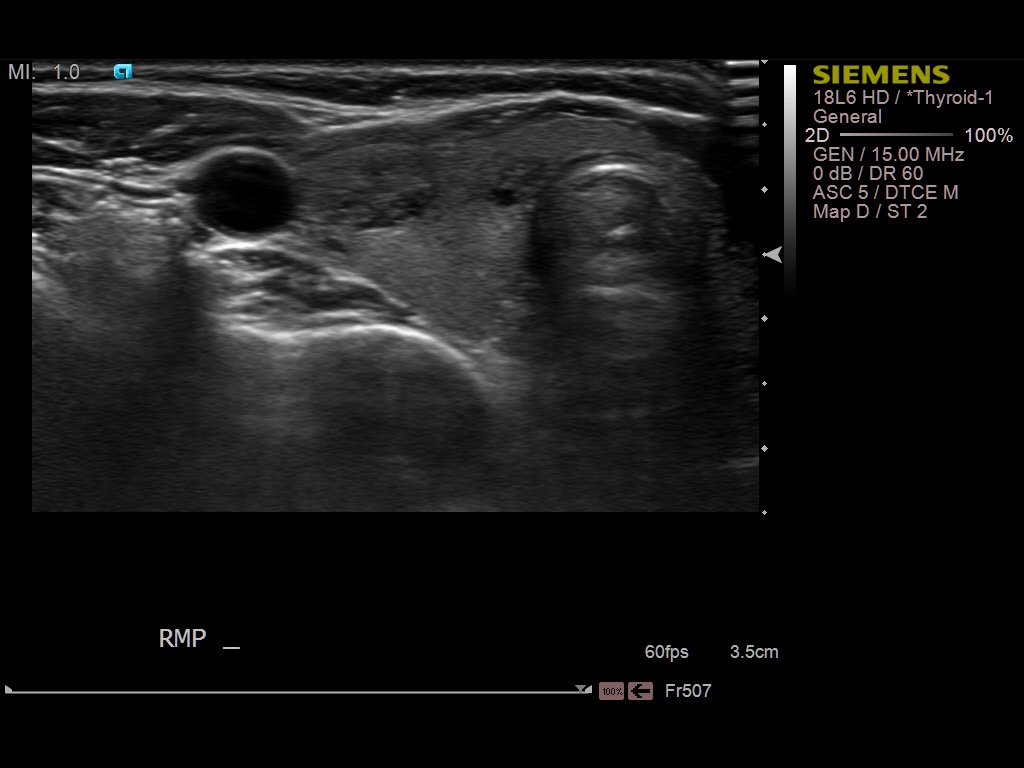 MI: 1.0
SIEMENS
18L6 HD / *Thyroid-1
General
2D 100%
GEN / 15.00 MHz
0 dB / DR 60
ASC 5 / DTCE M
Map D / ST 2
RMP _
60fps 3.5cm
100% Fr507